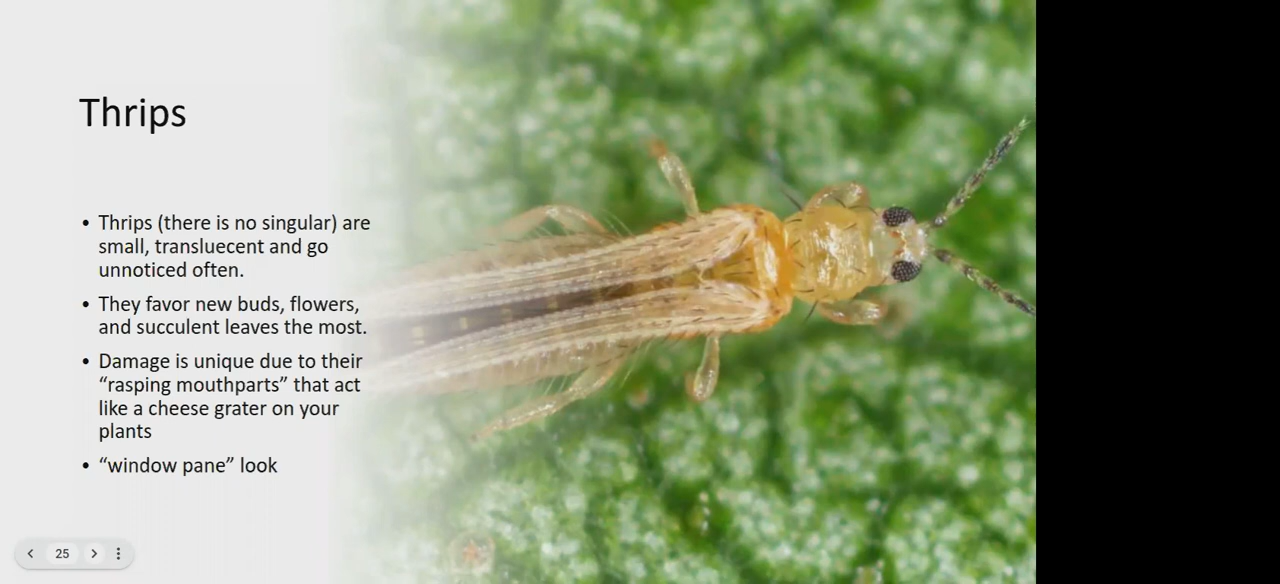 Thrips
• Thrips (there is no singular) are
small, transluecent and go
unnoticed often.
• They favor new buds, flowers,
and succulent leaves the most.
• Damage is unique due to their
“rasping mouthparts” that act
like a cheese grater on your
plants
• “window pane” look
25